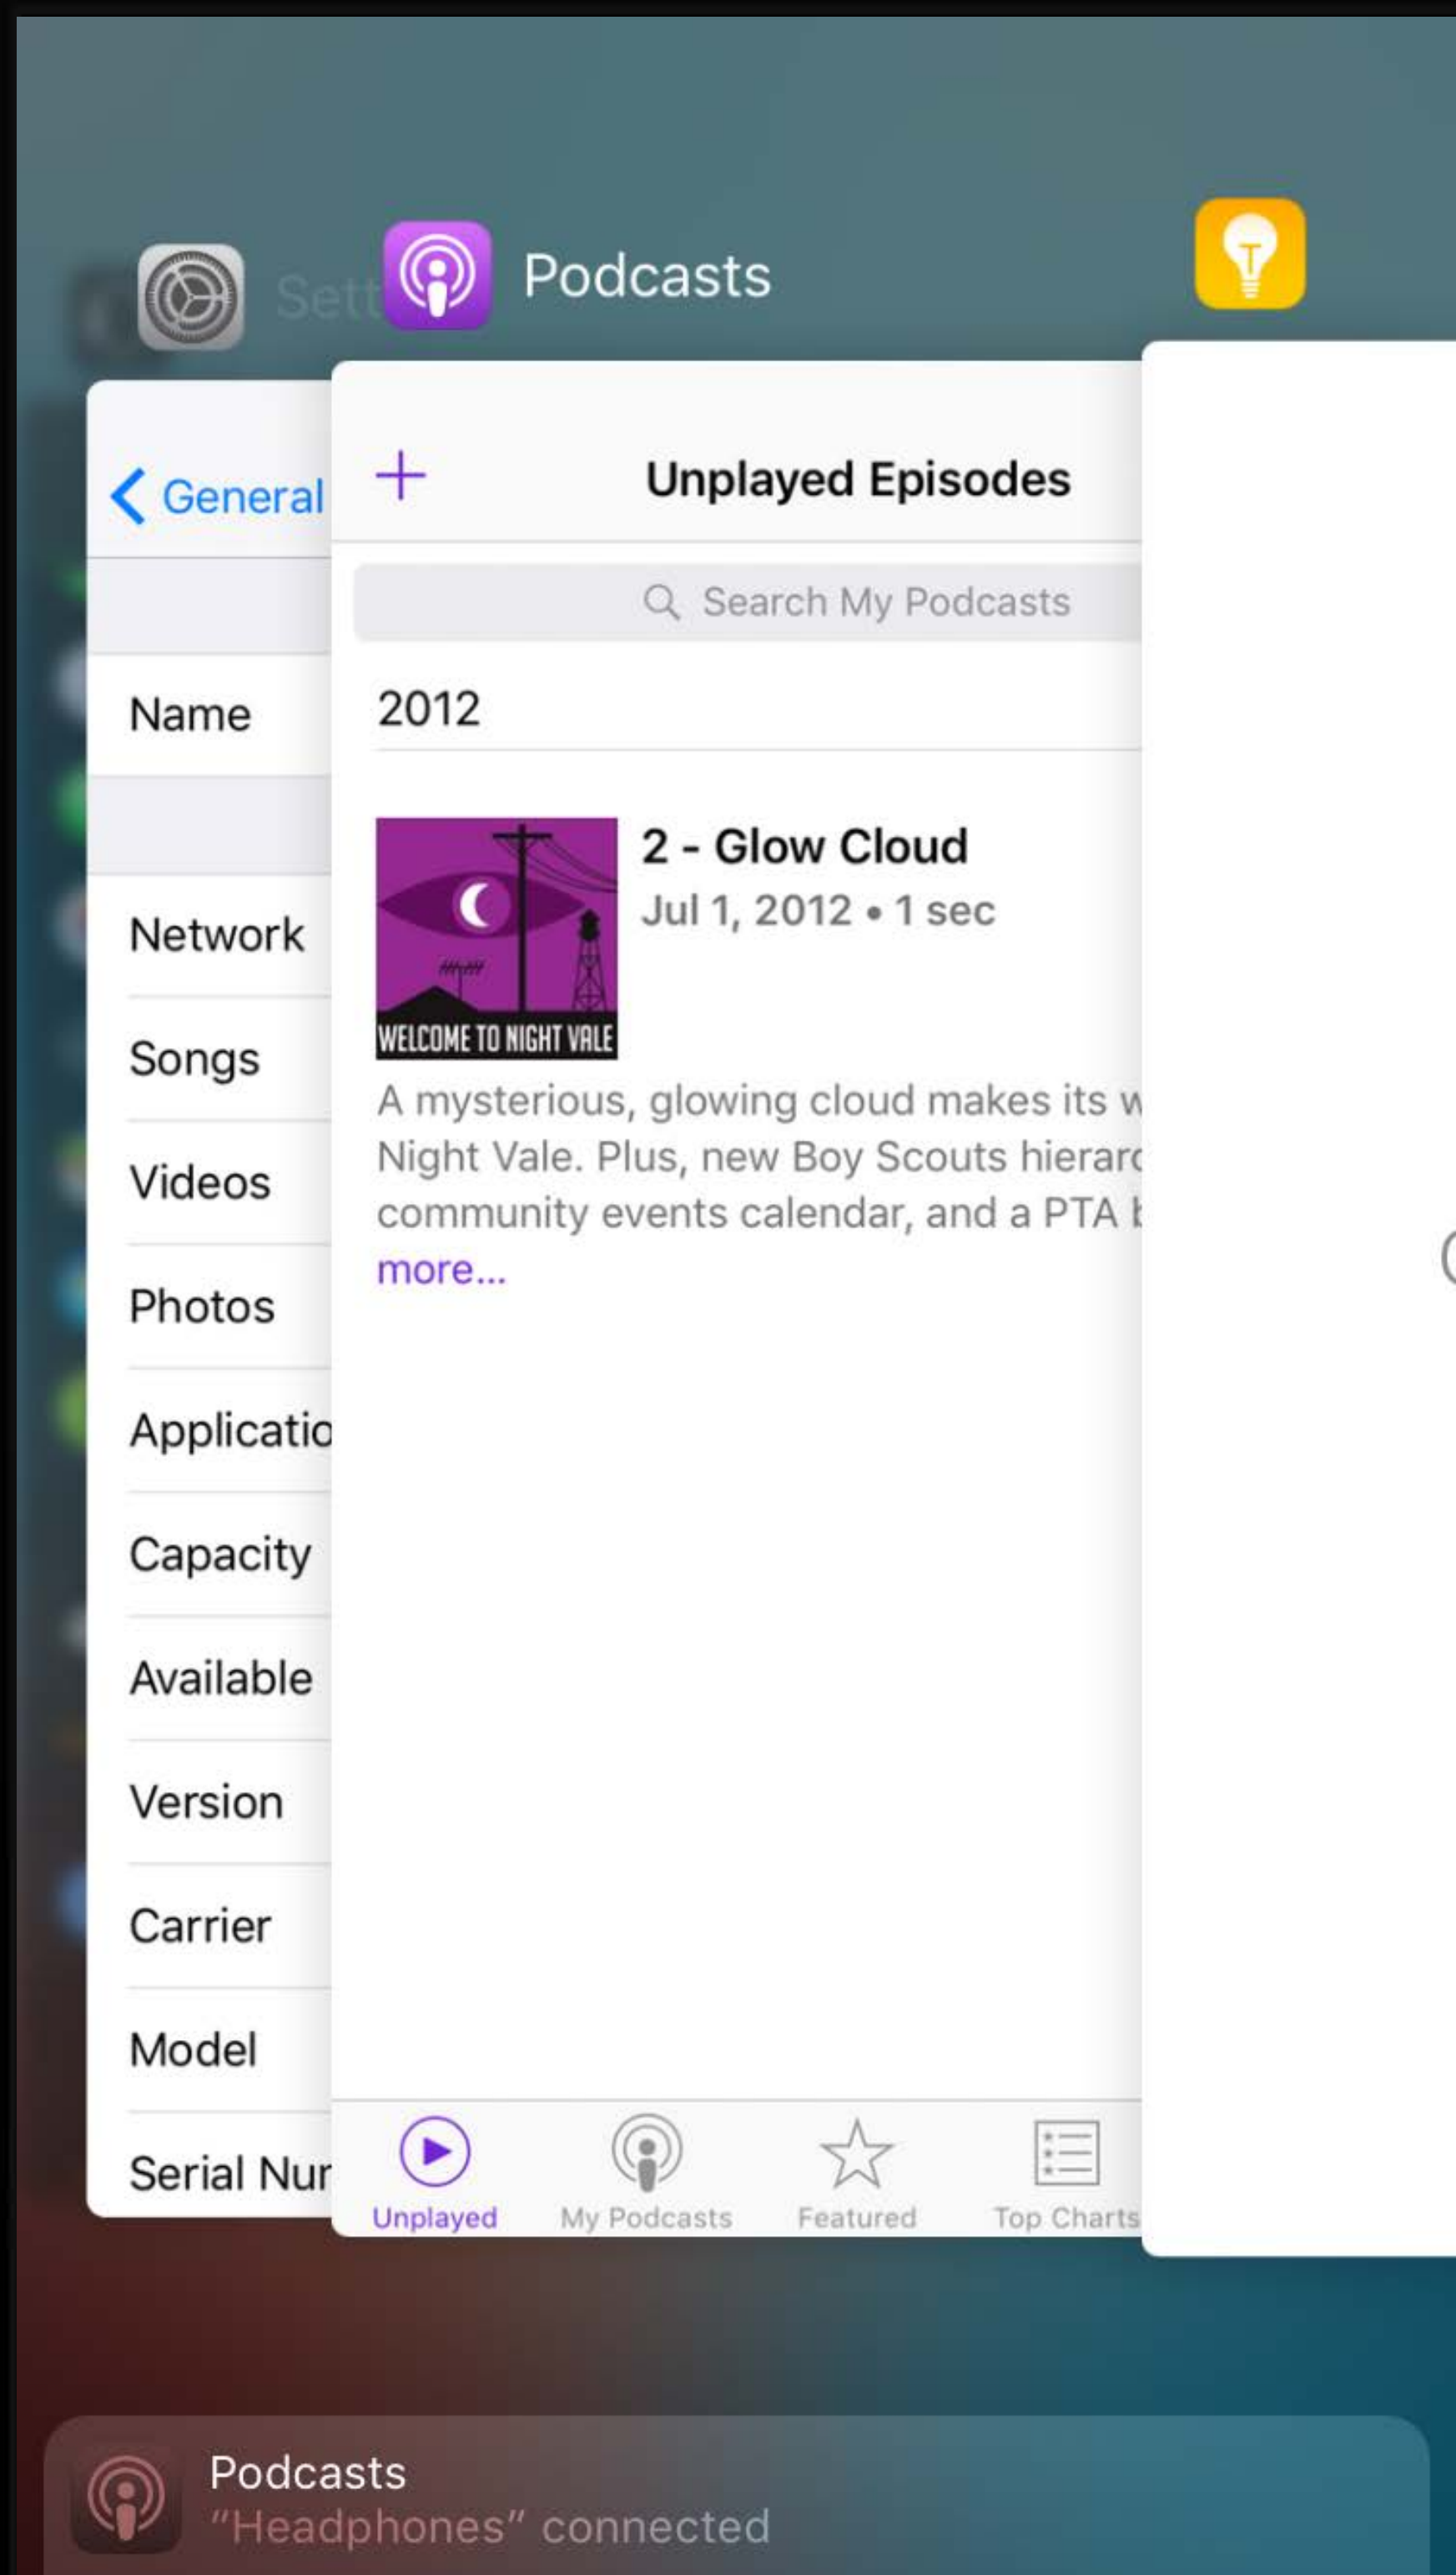 Podcasts
General
Name
Network
Songs
Videos
Photos
Capacity
Available
Version
Carrier
Model
Serial
Unplayed Episodes
Search My Podcasts
2012
2 - Glow Cloud
Jul 1, 2012 • 1 sec
WELCOME TO NIGHT VALE
A mysterious, glowing cloud makes its
Night Vale. Plus, new Boy Scouts
community events calendar, and a PTA
more...
Unplayed My Podcasts Featured Top Charts
Podcasts
"Headphones" connected